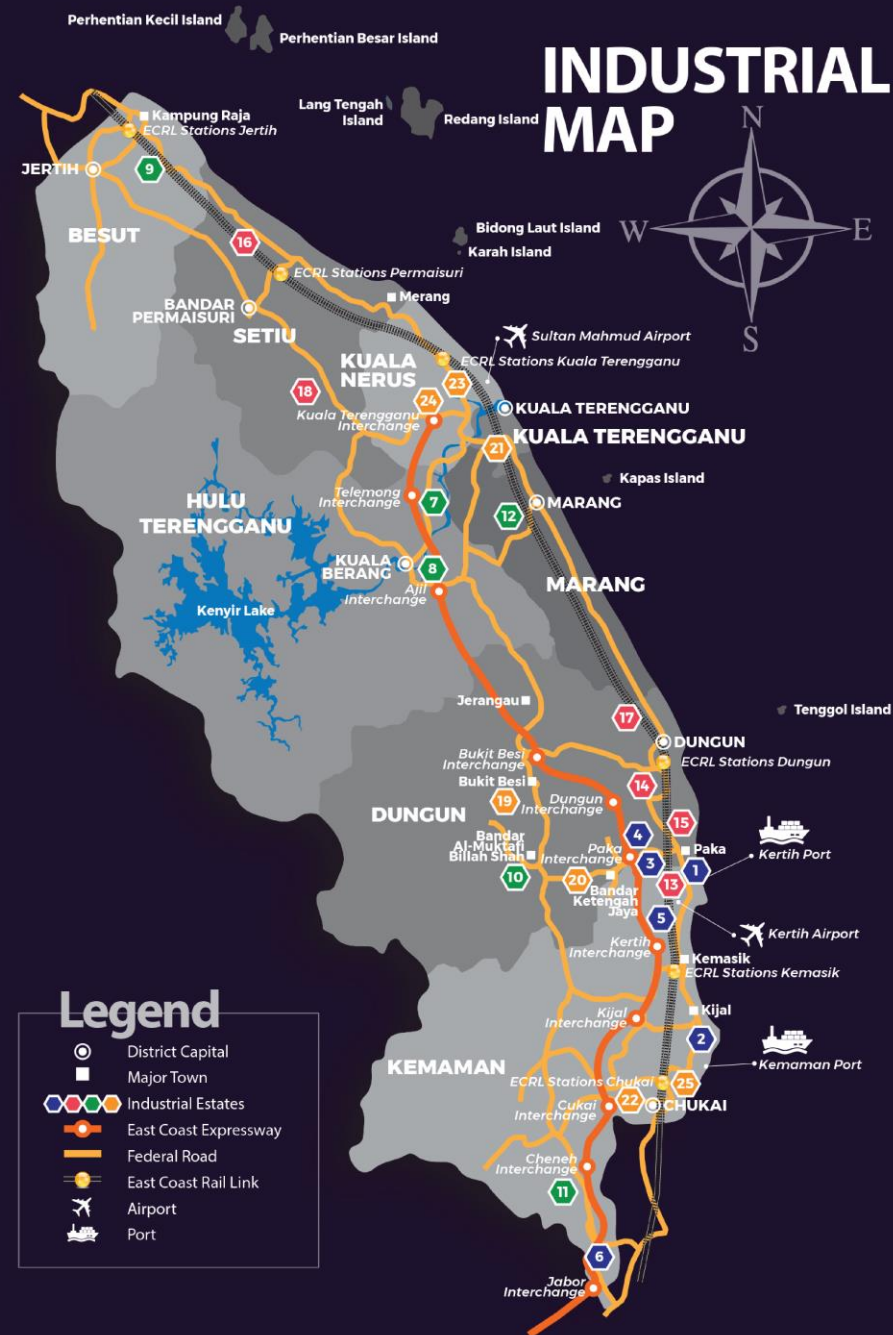 Perhentian Kecil Island
Perhentian Besar Island
INDUSTRIAL
MAP
Lang Tengah
Island
Redang Island
N
W
E
S
Kampung Raja
ECRL Stations Jertih
JERTIH
9
BESUT
Bidong Laut Island
Karah Island
16
ECRL Stations Permaisuri
Merang
BANDAR
PERMAISURI
SETIU
Sultan Mahmud Airport
ECRL Stations Kuala Terengganu
KUALA
NERUS
23
18
24
Kuala Terengganu
Interchange
KUALA TERENGGANU
KUALA TERENGGANU
21
Kapas Island
HULU
TERENGGANU
Telemong
Interchange
7
12
MARANG
KUALA
BERANG
8
Ajil
Interchange
MARANG
Kenyir Lake
Jerangau
17
Tenggol Island
DUNGUN
Bukit Besi
Interchange
ECRL Stations Dungun
Bukit Besi
14
19
Dungun
Interchange
DUNGUN
15
4
Bandar
Al-Muktafi
Billah Shah
Paka
Interchange
3
Paka
1
Kertih Port
10
20
13
Bandar
Ketengah
Jaya
5
Kertih Airport
Kertih
Interchange
Kemasik
ECRL Stations Kemasik
Kijal
Interchange
Kijal
2
KEMAMAN
Kemaman Port
ECRL Stations Chukai
25
Cukai
Interchange
22
CHUKAI
Cheneh
Interchange
11
6
Jabor
Interchange
Legend
District Capital
Major Town
Industrial Estates
East Coast Expressway
Federal Road
East Coast Rail Link
Airport
Port